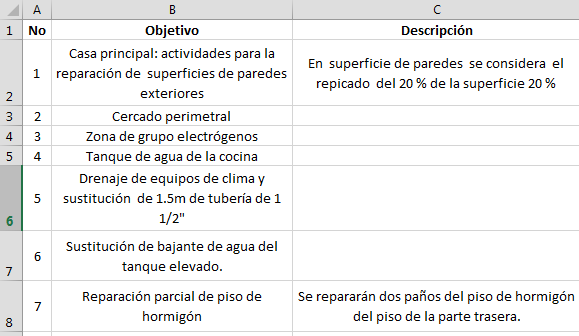 A B C
1 No Objetivo Descripción
Casa principal: actividades para la
reparación de superficies de paredes
exteriores
1
En superficie de paredes se considera el
repicado del 20 % de la superficie 20 %
2
3 2 Cercado perimetral
4 3 Zona de grupo electrógenos
5 4 Tanque de agua de la cocina
Drenaje de equipos de clima y
sustitución de 1.5m de tubería de 1
1/2"
5
6
Sustitución de bajante de agua del
tanque elevado.
6
7
Reparación parcial de piso de
hormigón
7
Se repararán dos paños del piso de hormigón
del piso de la parte trasera.
8